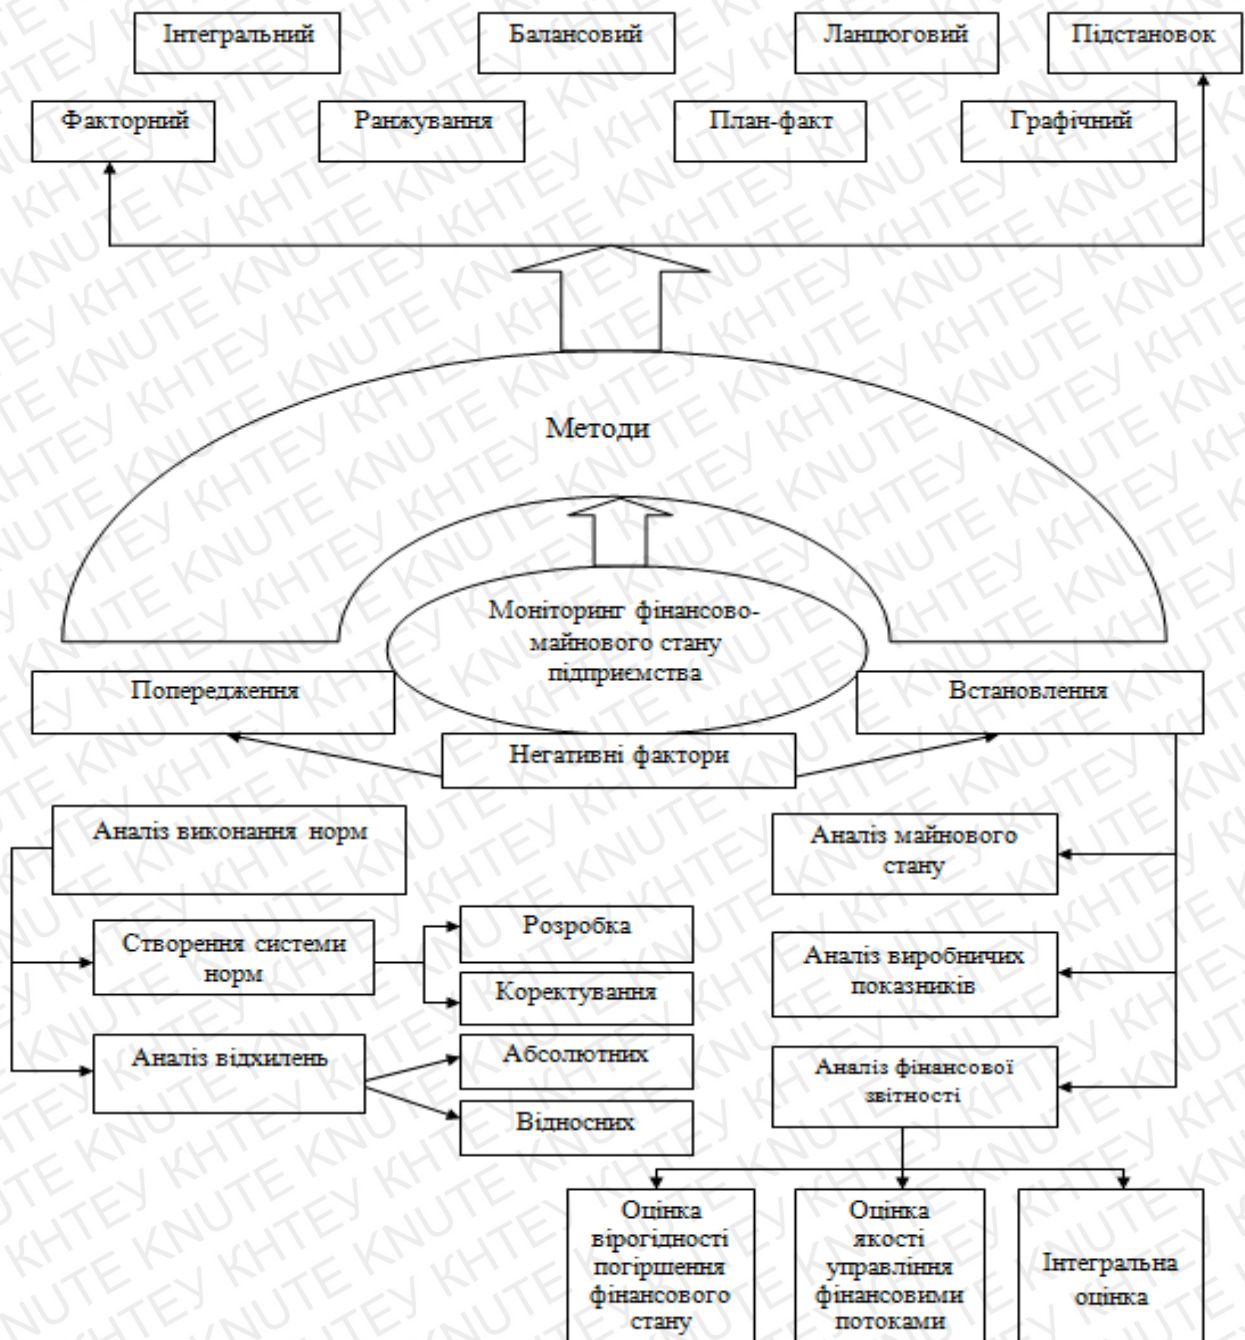 Інтегральний
Балансовий
Ланцюговий
Підстановок
Факторний
Ранжування
План-факт
Графічний
Методи
Моніторинг фінансово-
майнового стану
підприємства
Попередження
Встановлення
Негативні фактори
Аналіз виконання норм
Аналіз майнового
стану
Створення системи
норм
Розробка
Коректування
Аналіз виробничих
показників
Аналіз відхилень
Абсолютних
Відносних
Аналіз фінансової
звітності
Оцінка
вірогідності
погіршення
фінансового
стану
Оцінка
якості
управління
фінансовими
потоками
Інтегральна
оцінка
КНТЕУ KNUTE